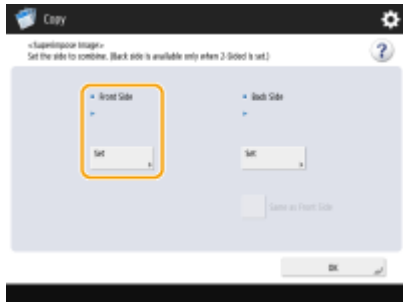 Copy
<Superimpose Image>
Set the side to combine. (Back side is available only when 2-Sided is set.)
?
Front Side
Back Side
Set
Set
Same as Front Side
OK